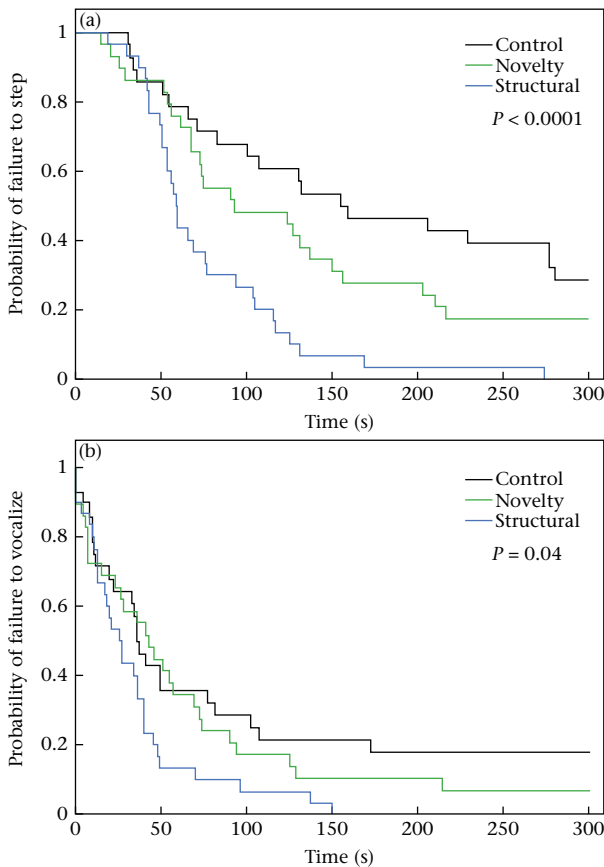 (a)
Control
Novelty
Structural
P < 0.0001
Probability of failure to step
1
0.8
0.6
0.4
0.2
0
0 50 100 150 200 250 300
Time (s)
(b)
Control
Novelty
Structural
P = 0.04
Probability of failure to vocalize
1
0.8
0.6
0.4
0.2
0
0 50 100 150 200 250 300
Time (s)